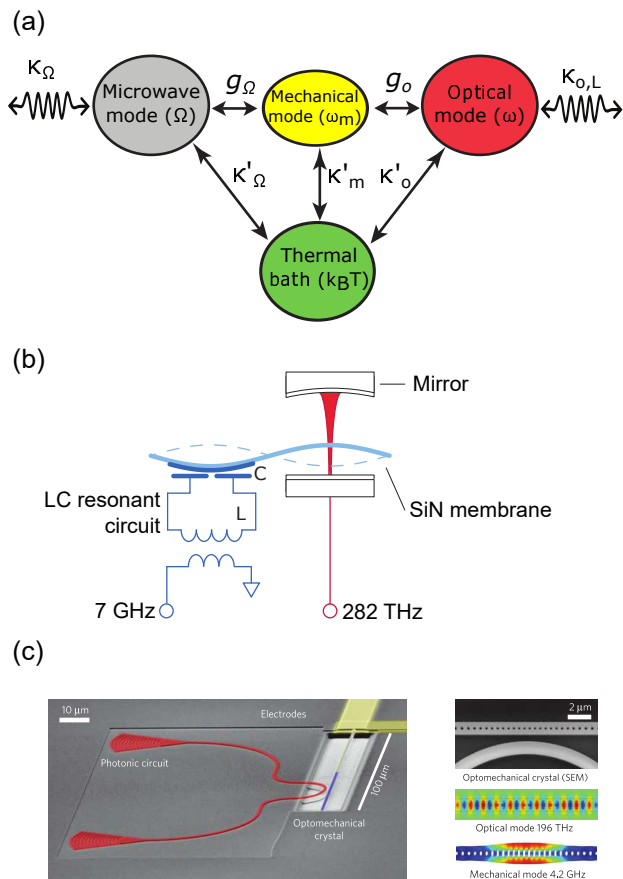 (a)
κΩ
Microwave
mode (Ω)
gΩ
Mechanical
mode (ωm)
go
Optical
mode (ω)
κo,L
κ'Ω
κ'm
κ'o
Thermal
bath (kBT)
(b)
Mirror
C
LC resonant
circuit
L
SiN membrane
7 GHz
282 THz
(c)
10 μm
Electrodes
Photonic circuit
100 μm
Optomechanical
crystal
2 μm
Optomechanical crystal (SEM)
Optical mode 196 THz
Mechanical mode 4.2 GHz